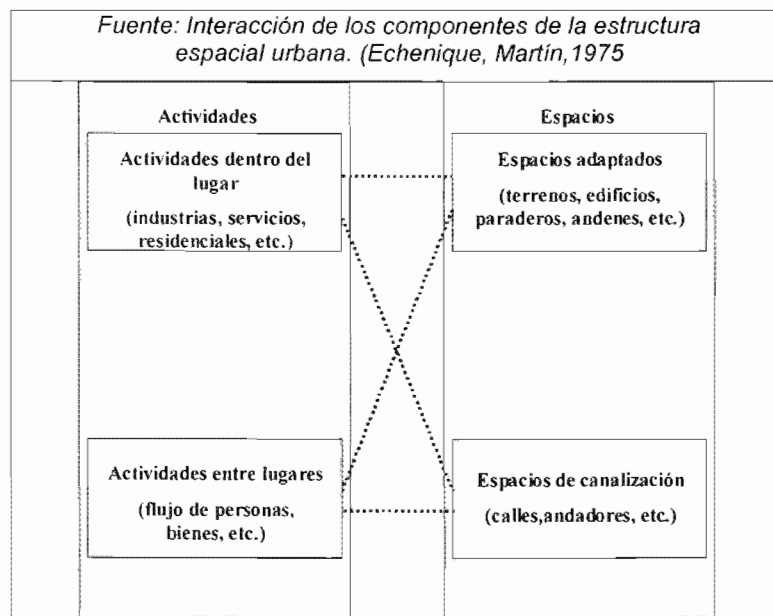 Fuente: Interacción de los componentes de la estructura
espacial urbana. (Echenique, Martín,1975
Actividades
Actividades dentro del
lugar
(industrias, servicios,
residenciales, etc.)
Espacios
Espacios adaptados
(terrenos, edificios,
paraderos, andenes, etc.)
Actividades entre lugares
(flujo de personas,
bienes, etc.)
Espacios de canalización
(calles,andadores, etc.)